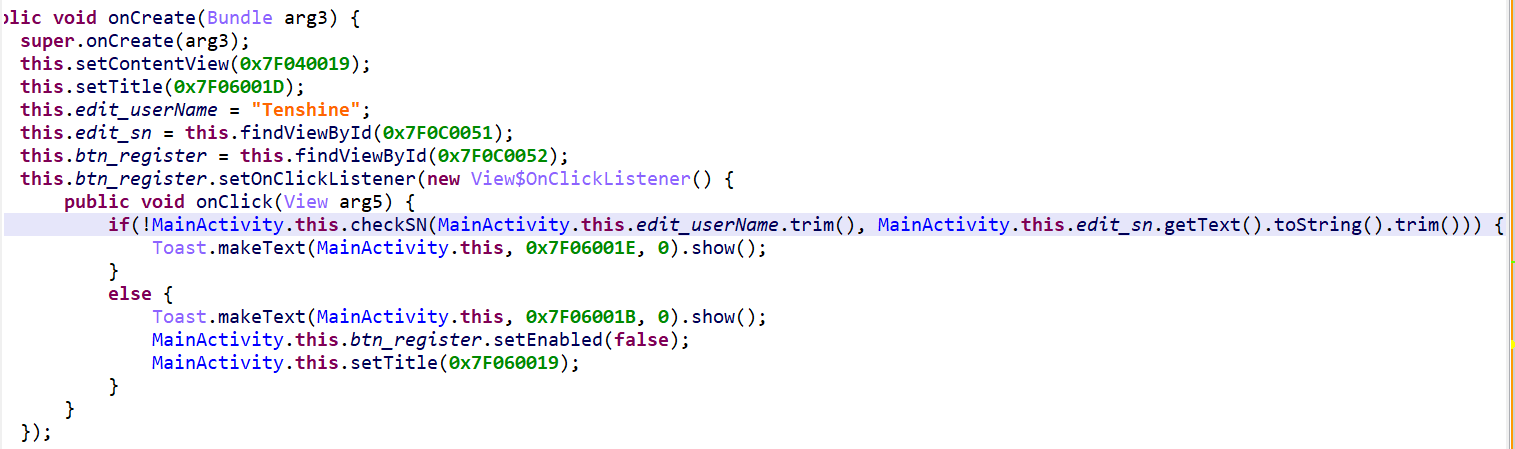 lic void onCreate(Bundle arg3) {
super.onCreate(arg3);
this.setContentView(0x7F040019);
this.setTitle(0x7F06001D);
this.edit_userName = "Tenshine";
this.edit_sn = this.findViewById(0x7F0C0051);
this.btn_register = this.findViewById(0x7F0C0052);
this.btn_register.setOnClickListener(new View$OnClickListener() {
public void onClick(View arg5) {
if(!MainActivity.this.checkSN(MainActivity.this.edit_userName.trim(), MainActivity.this.edit_sn.getText().toString().trim())) {
Toast.makeText(MainActivity.this, 0x7F06001E, 0).show();
}
else {
Toast.makeText(MainActivity.this, 0x7F06001B, 0).show();
MainActivity.this.btn_register.setEnabled(false);
MainActivity.this.setTitle(0x7F060019);
}
}
});